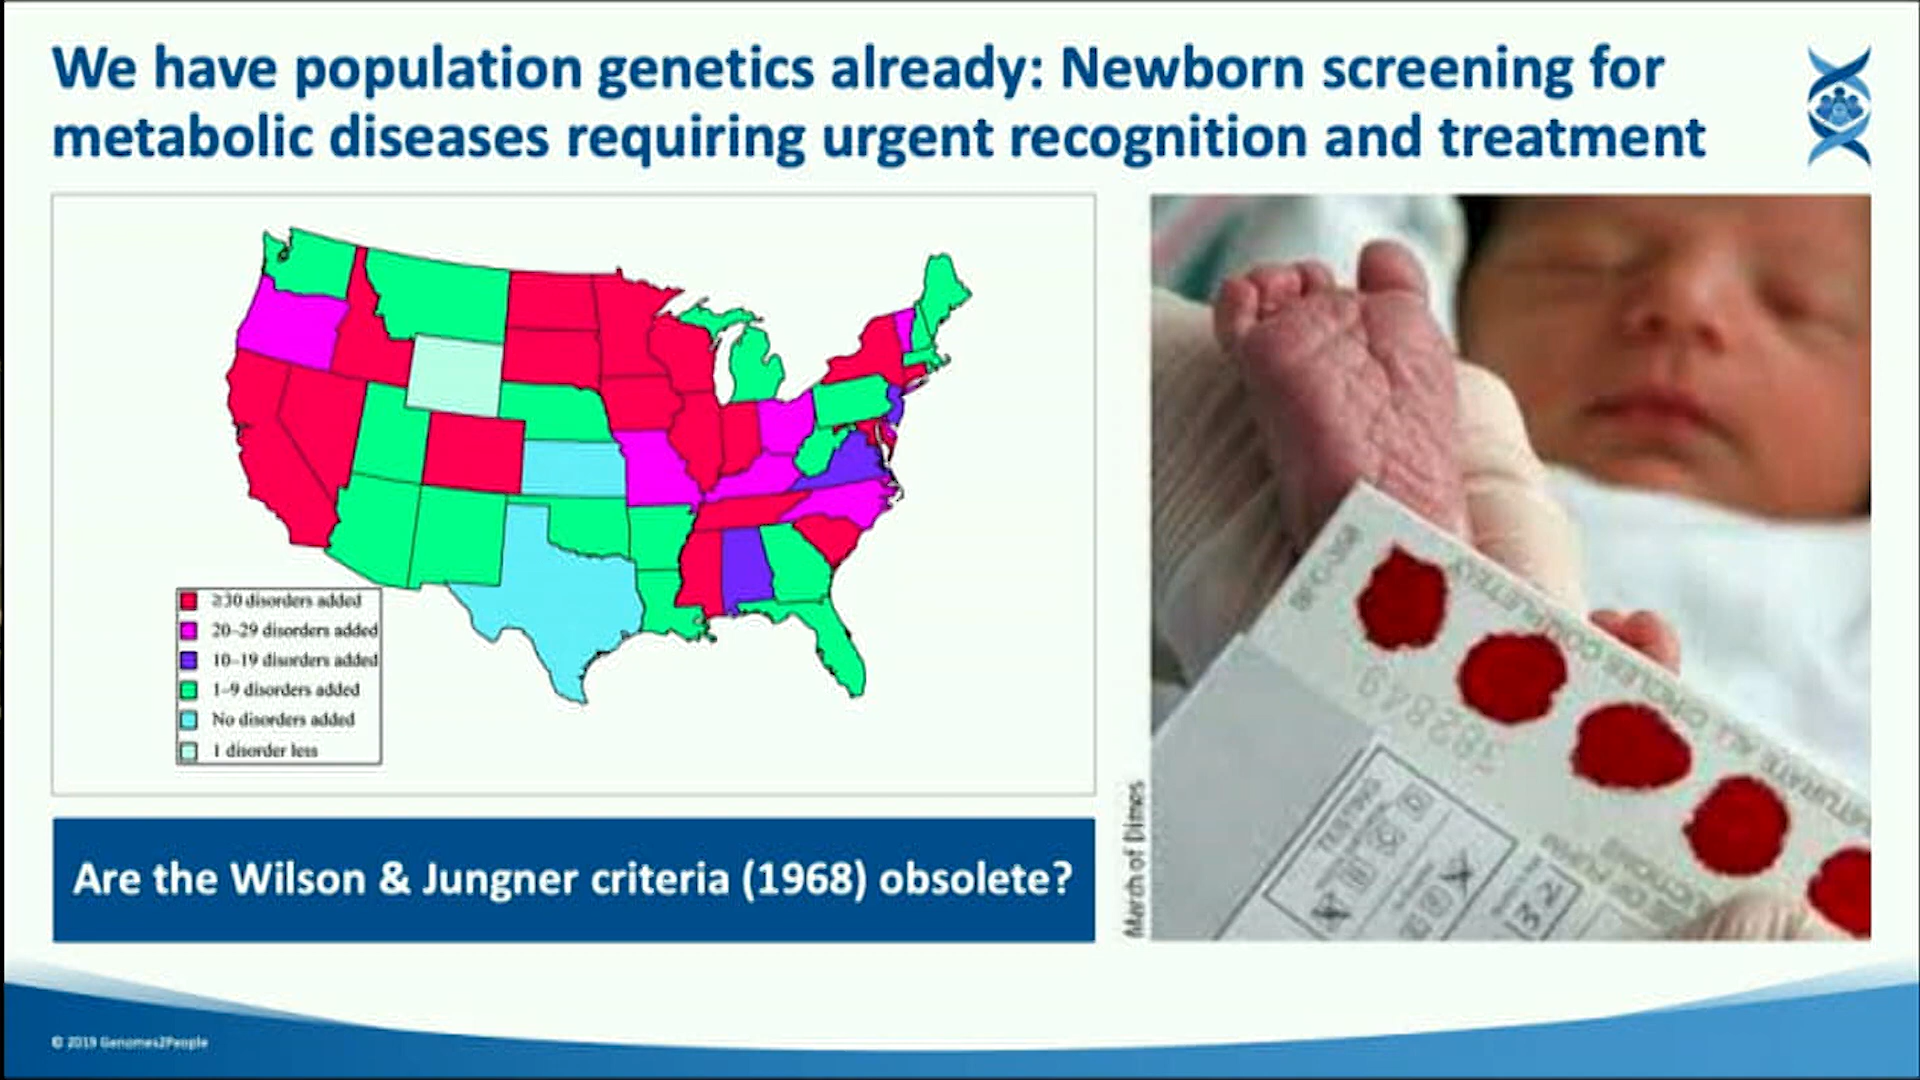 We have population genetics already: Newborn screening for
metabolic diseases requiring urgent recognition and treatment
≥30 disorders added
20–29 disorders added
10–19 disorders added
1–9 disorders added
No disorders added
1 disorder less
Are the Wilson & Jungner criteria (1968) obsolete?
March of Dimes
382849
© 2019 Genomes2People